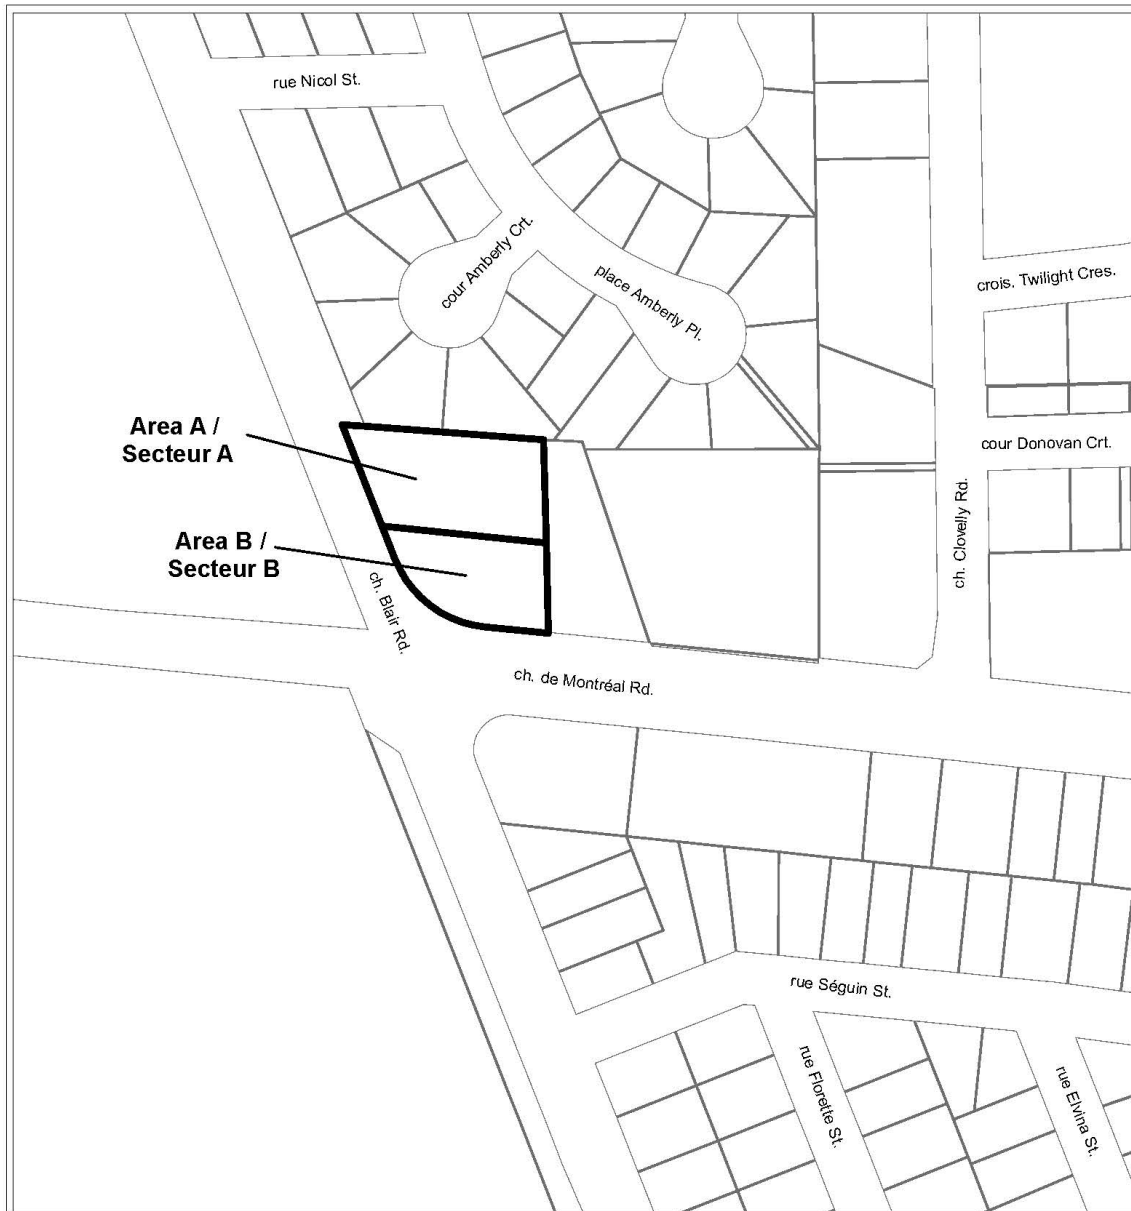 rue Nicol St.
cour Amberly Crt.
place Amberly Pl.
crois. Twilight Cres.
Area A /
Secteur A
cour Donovan Crt.
ch. Clovelly Rd.
Area B /
Secteur B
ch. Blair Rd.
ch. de Montréal Rd.
rue Séguin St.
rue Florette St.
rue Elvina St.